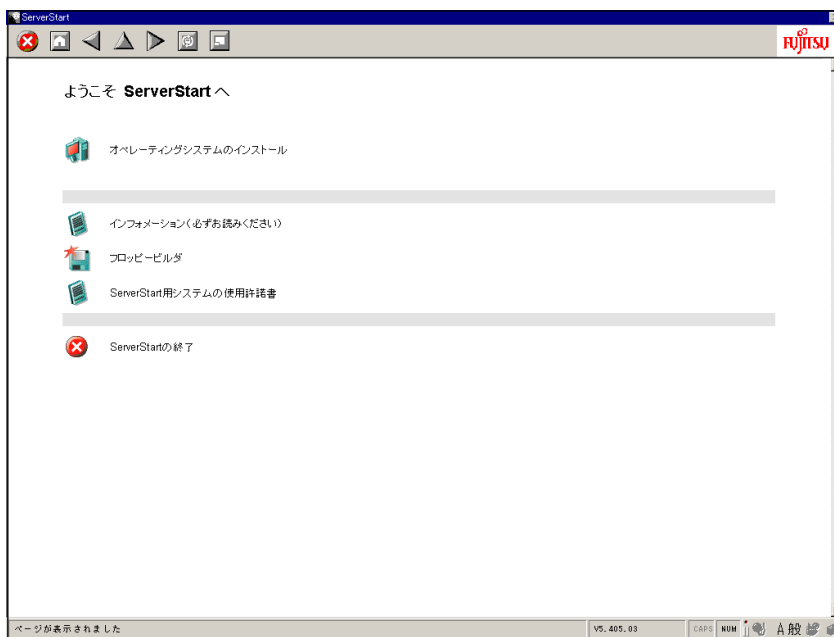 ServerStart
FUJITSU
ようこそ ServerStart へ
オペレーティングシステムのインストール
インフォメーション(必ずお読みください)
フロッピービルダ
ServerStart用システムの使用許諾書
ServerStartの終了
ページが表示されました
V5.405.03
CAPS
NUM
A 般